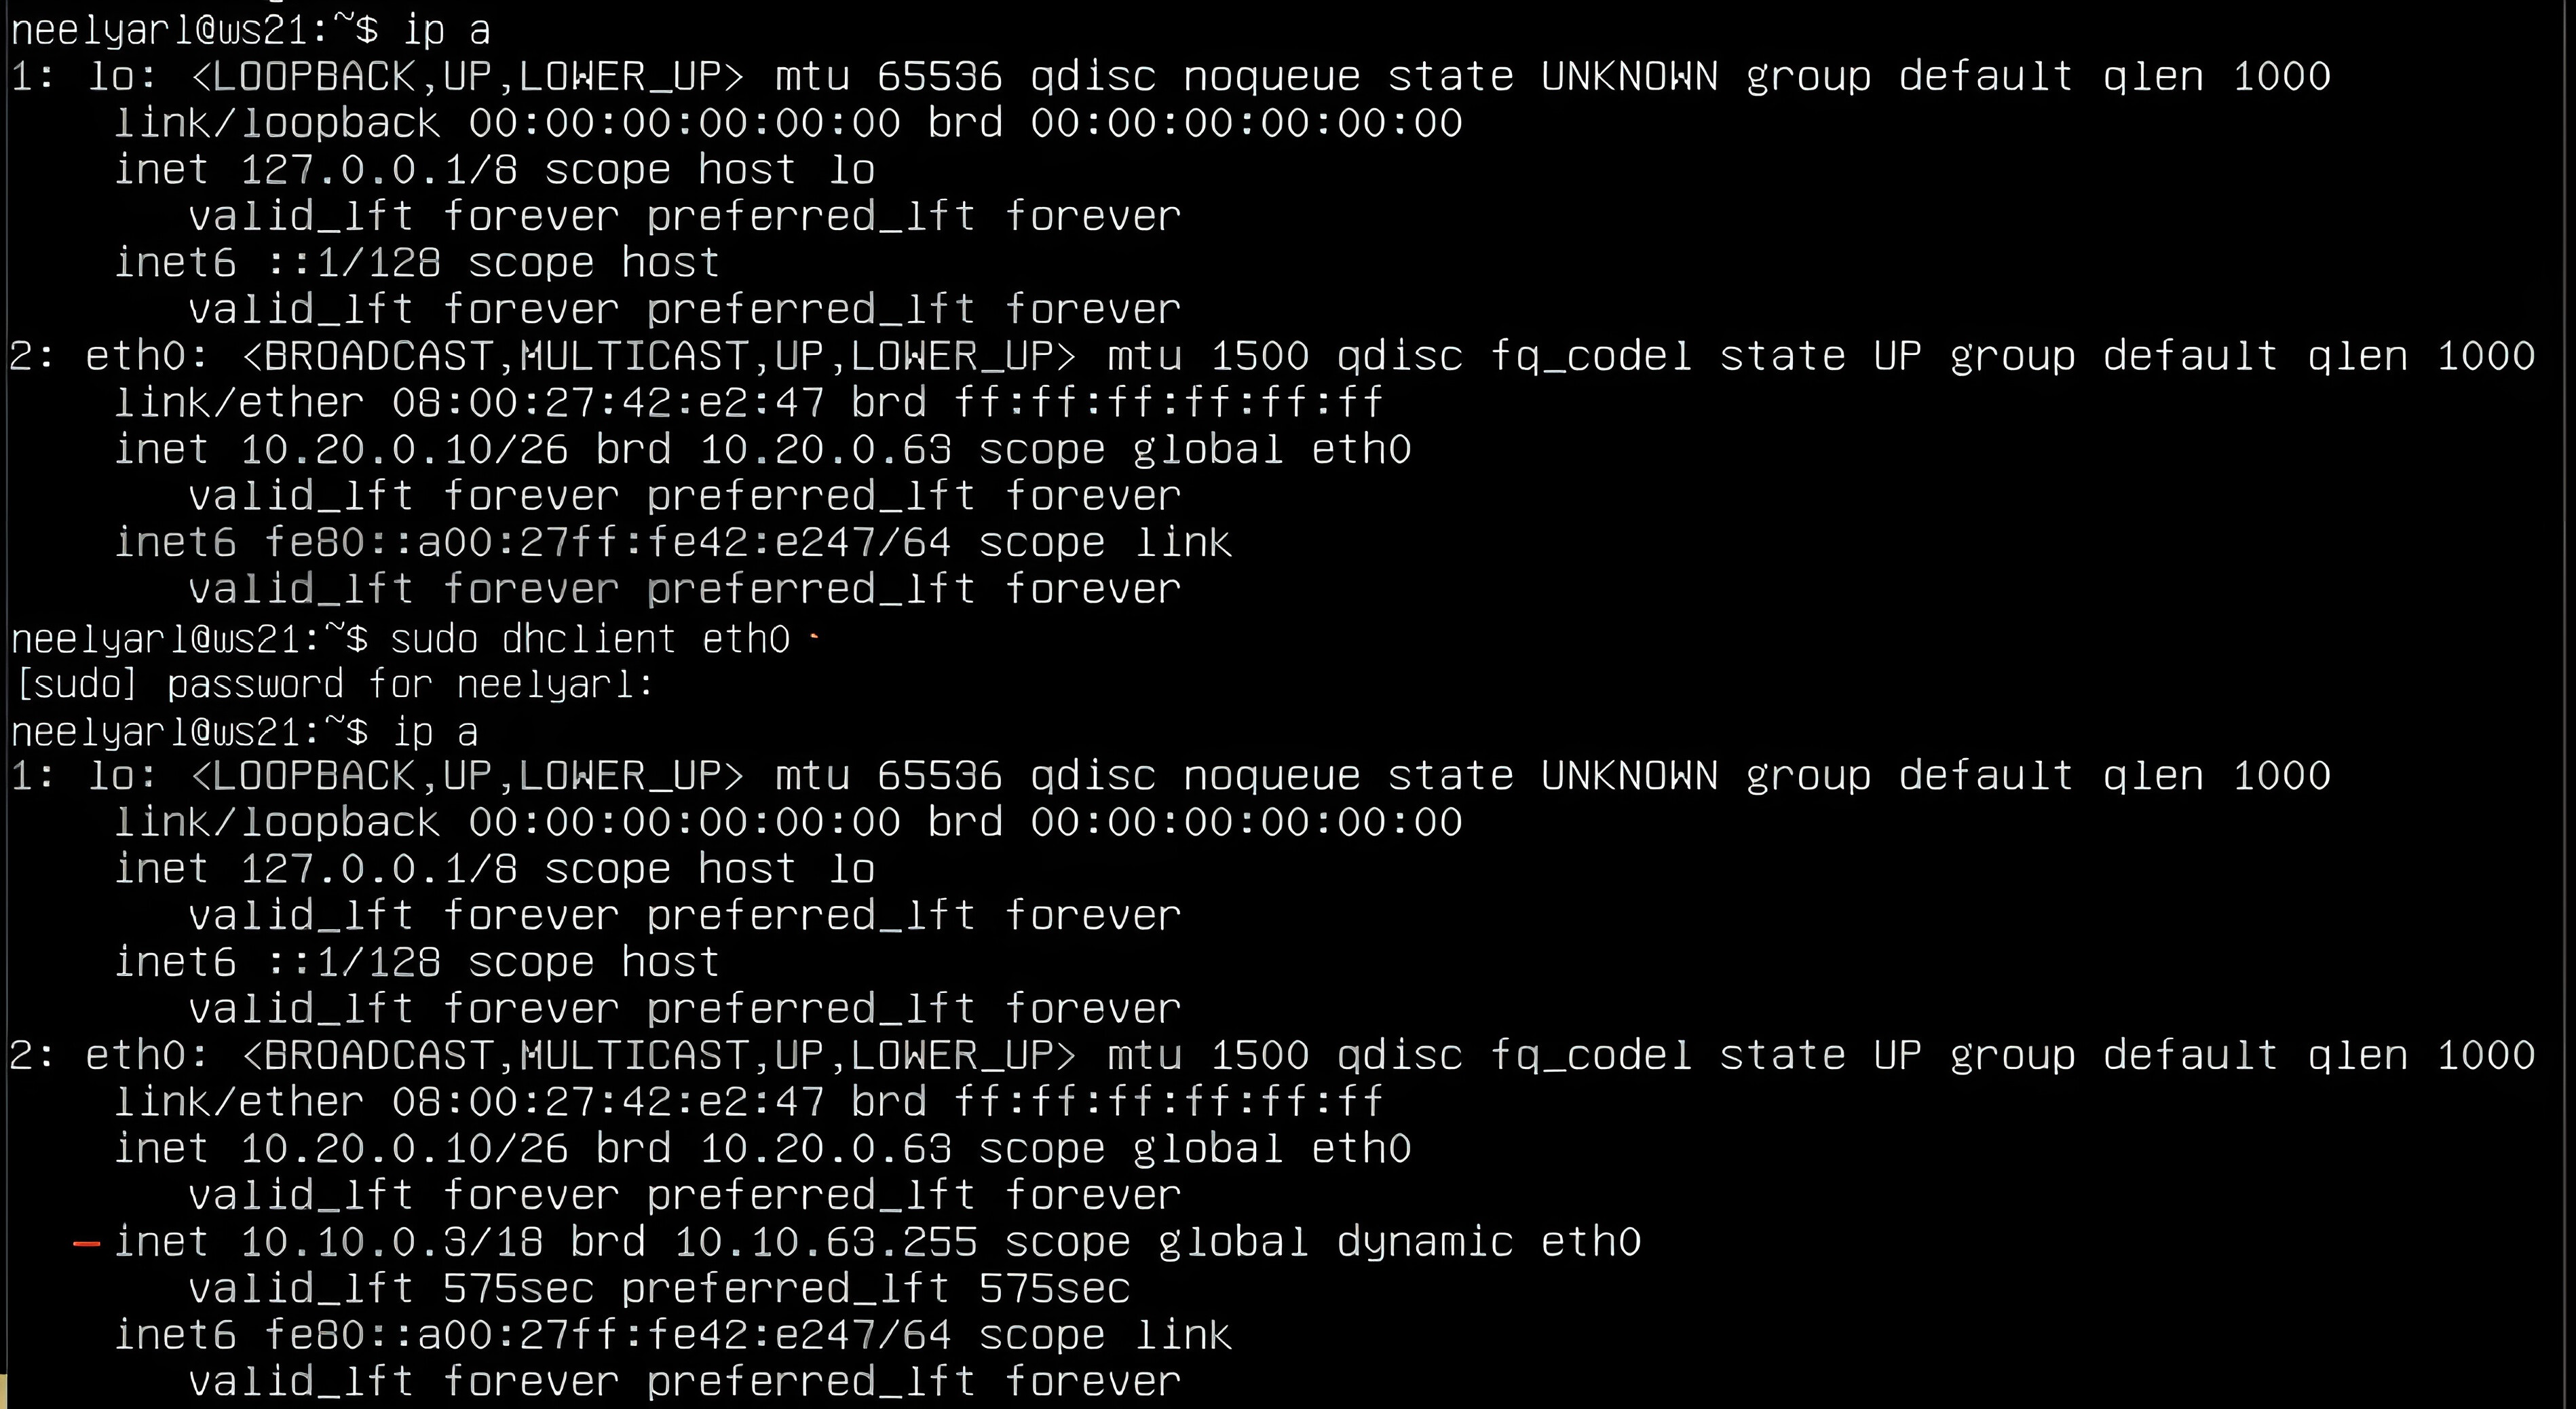 neelyarl@ws21:~$ ip a
1: lo: <LOOPBACK,UP,LOWER_UP> mtu 65536 qdisc noqueue state UNKNOWN group default qlen 1000
    link/loopback 00:00:00:00:00:00 brd 00:00:00:00:00:00
    inet 127.0.0.1/8 scope host lo
       valid_lft forever preferred_lft forever
    inet6 ::1/128 scope host
       valid_lft forever preferred_lft forever
2: eth0: <BROADCAST,MULTICAST,UP,LOWER_UP> mtu 1500 qdisc fq_codel state UP group default qlen 1000
    link/ether 08:00:27:42:e2:47 brd ff:ff:ff:ff:ff:ff
    inet 10.20.0.10/26 brd 10.20.0.63 scope global eth0
       valid_lft forever preferred_lft forever
    inet6 fe80::a00:27ff:fe42:e247/64 scope link
       valid_lft forever preferred_lft forever
neelyarl@ws21:~$ sudo dhclient eth0
[sudo] password for neelyarl:
neelyarl@ws21:~$ ip a
1: lo: <LOOPBACK,UP,LOWER_UP> mtu 65536 qdisc noqueue state UNKNOWN group default qlen 1000
    link/loopback 00:00:00:00:00:00 brd 00:00:00:00:00:00
    inet 127.0.0.1/8 scope host lo
       valid_lft forever preferred_lft forever
    inet6 ::1/128 scope host
       valid_lft forever preferred_lft forever
2: eth0: <BROADCAST,MULTICAST,UP,LOWER_UP> mtu 1500 qdisc fq_codel state UP group default qlen 1000
    link/ether 08:00:27:42:e2:47 brd ff:ff:ff:ff:ff:ff
    inet 10.20.0.10/26 brd 10.20.0.63 scope global eth0
       valid_lft forever preferred_lft forever
    inet 10.10.0.3/18 brd 10.10.63.255 scope global dynamic eth0
       valid_lft 575sec preferred_lft 575sec
    inet6 fe80::a00:27ff:fe42:e247/64 scope link
       valid_lft forever preferred_lft forever